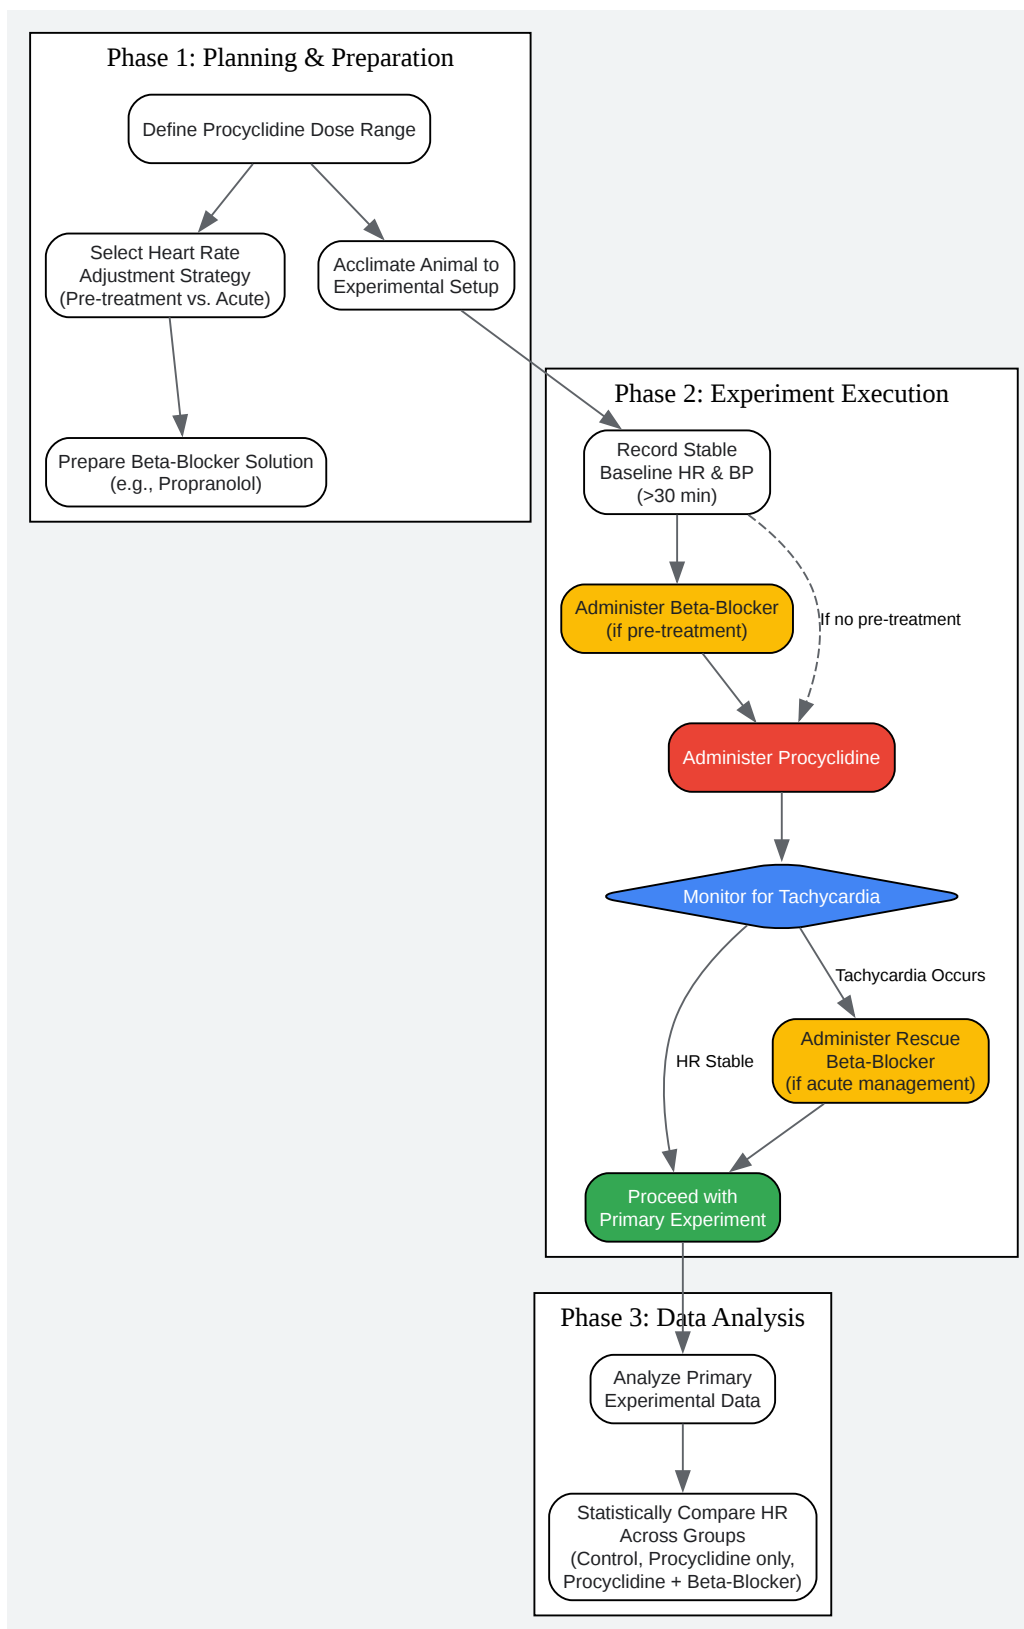 Phase 1: Planning & Preparation
Define Procyclidine Dose Range
Select Heart Rate
Adjustment Strategy
(Pre-treatment vs. Acute)
Acclimate Animal to
Experimental Setup
Prepare Beta-Blocker Solution
(e.g., Propranolol)
Phase 2: Experiment Execution
Record Stable
Baseline HR & BP
(>30 min)
Administer Beta-Blocker
(if pre-treatment)
If no pre-treatment
Administer Procyclidine
Monitor for Tachycardia
Tachycardia Occurs
Administer Rescue
Beta-Blocker
(if acute management)
HR Stable
Proceed with
Primary Experiment
Phase 3: Data Analysis
Analyze Primary
Experimental Data
Statistically Compare HR
Across Groups
(Control, Procyclidine only,
Procyclidine + Beta-Blocker)